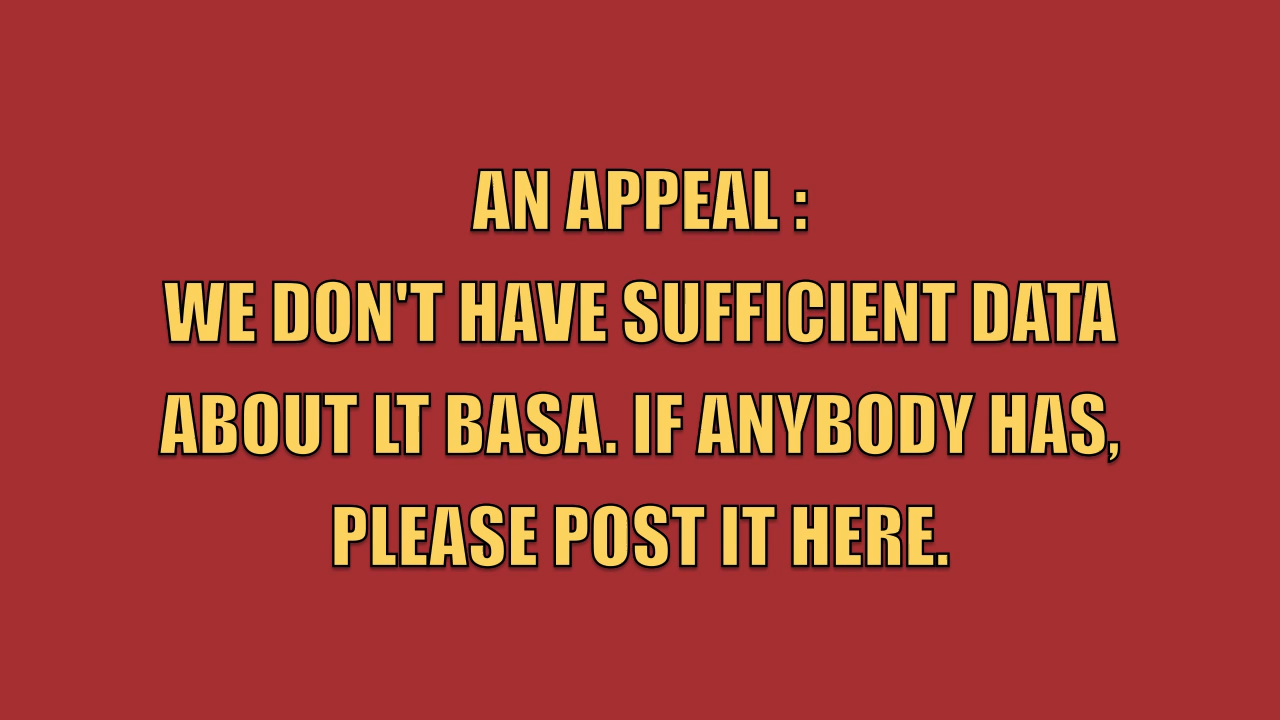 AN APPEAL :
WE DON'T HAVE SUFFICIENT DATA
ABOUT LT BASA. IF ANYBODY HAS,
PLEASE POST IT HERE.